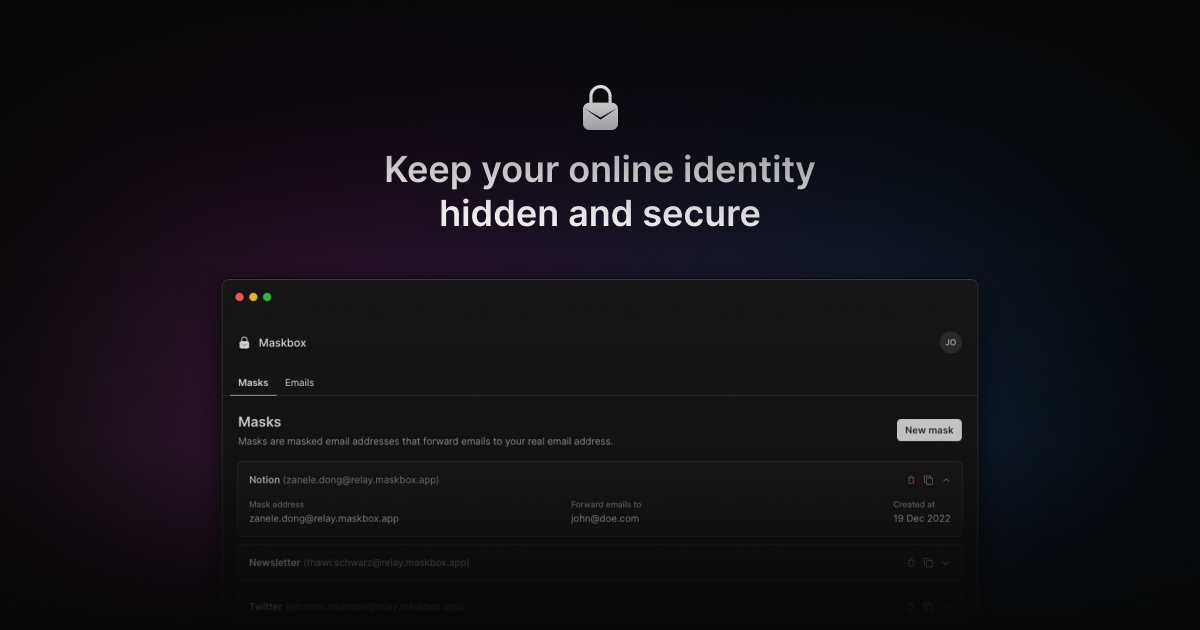 Keep your online identity
hidden and secure
Maskbox
JO
Masks
Emails
Masks
New mask
Masks are masked email addresses that forward emails to your real email address.
Notion (zanele.dong@relay.maskbox.app)
Mask address
Forward emails to
Created at
zanele.dong@relay.maskbox.app
john@doe.com
19 Dec 2022
Newsletter (thawi.schwarz@relay.maskbox.app)
Twitter (johanna.robinson@relay.maskbox.app)